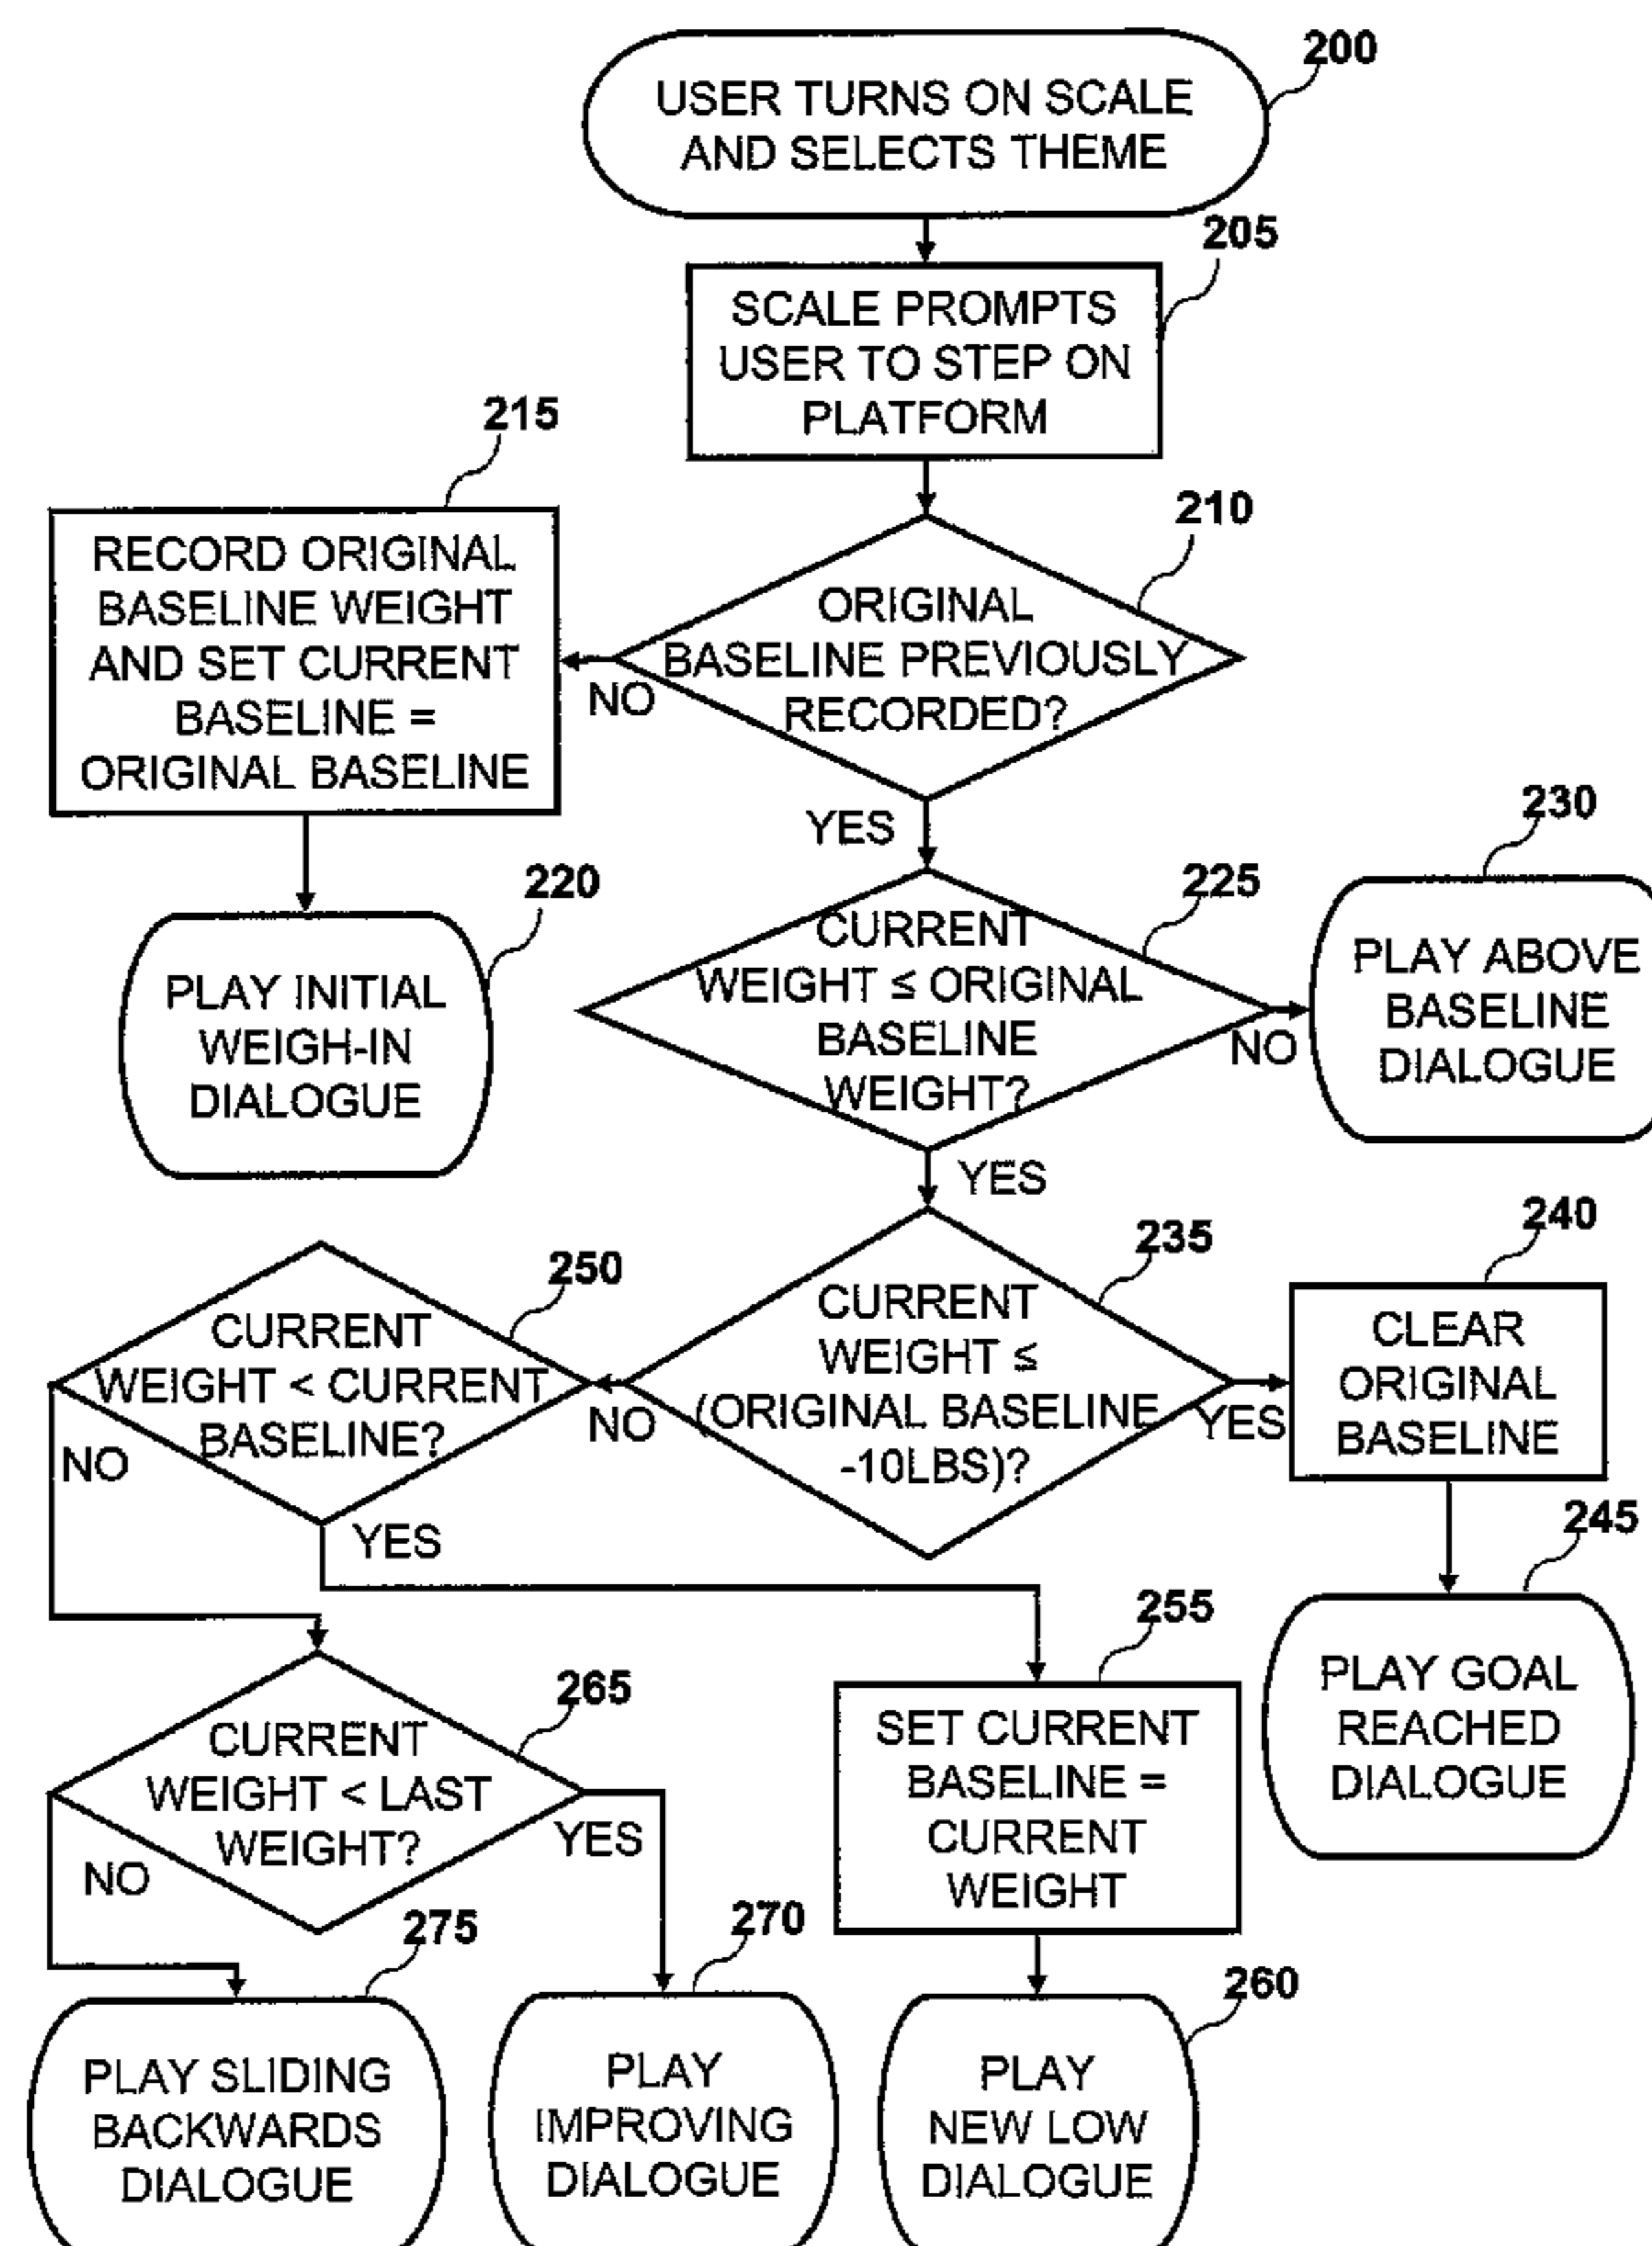 200
USER TURNS ON SCALE
AND SELECTS THEME
205
SCALE PROMPTS
USER TO STEP ON
PLATFORM
215
RECORD ORIGINAL
BASELINE WEIGHT
AND SET CURRENT
BASELINE =
ORIGINAL BASELINE
210
ORIGINAL
BASELINE PREVIOUSLY
RECORDED?
NO
YES
220
PLAY INITIAL
WEIGH-IN
DIALOGUE
225
CURRENT
WEIGHT ≤ ORIGINAL
BASELINE
WEIGHT?
NO
YES
230
PLAY ABOVE
BASELINE
DIALOGUE
235
CURRENT
WEIGHT ≤
(ORIGINAL BASELINE
-10LBS)?
NO
YES
240
CLEAR
ORIGINAL
BASELINE
245
PLAY GOAL
REACHED
DIALOGUE
250
CURRENT
WEIGHT < CURRENT
BASELINE?
NO
YES
255
SET CURRENT
BASELINE =
CURRENT
WEIGHT
260
PLAY
NEW LOW
DIALOGUE
265
CURRENT
WEIGHT < LAST
WEIGHT?
NO
YES
270
PLAY
IMPROVING
DIALOGUE
275
PLAY SLIDING
BACKWARDS
DIALOGUE